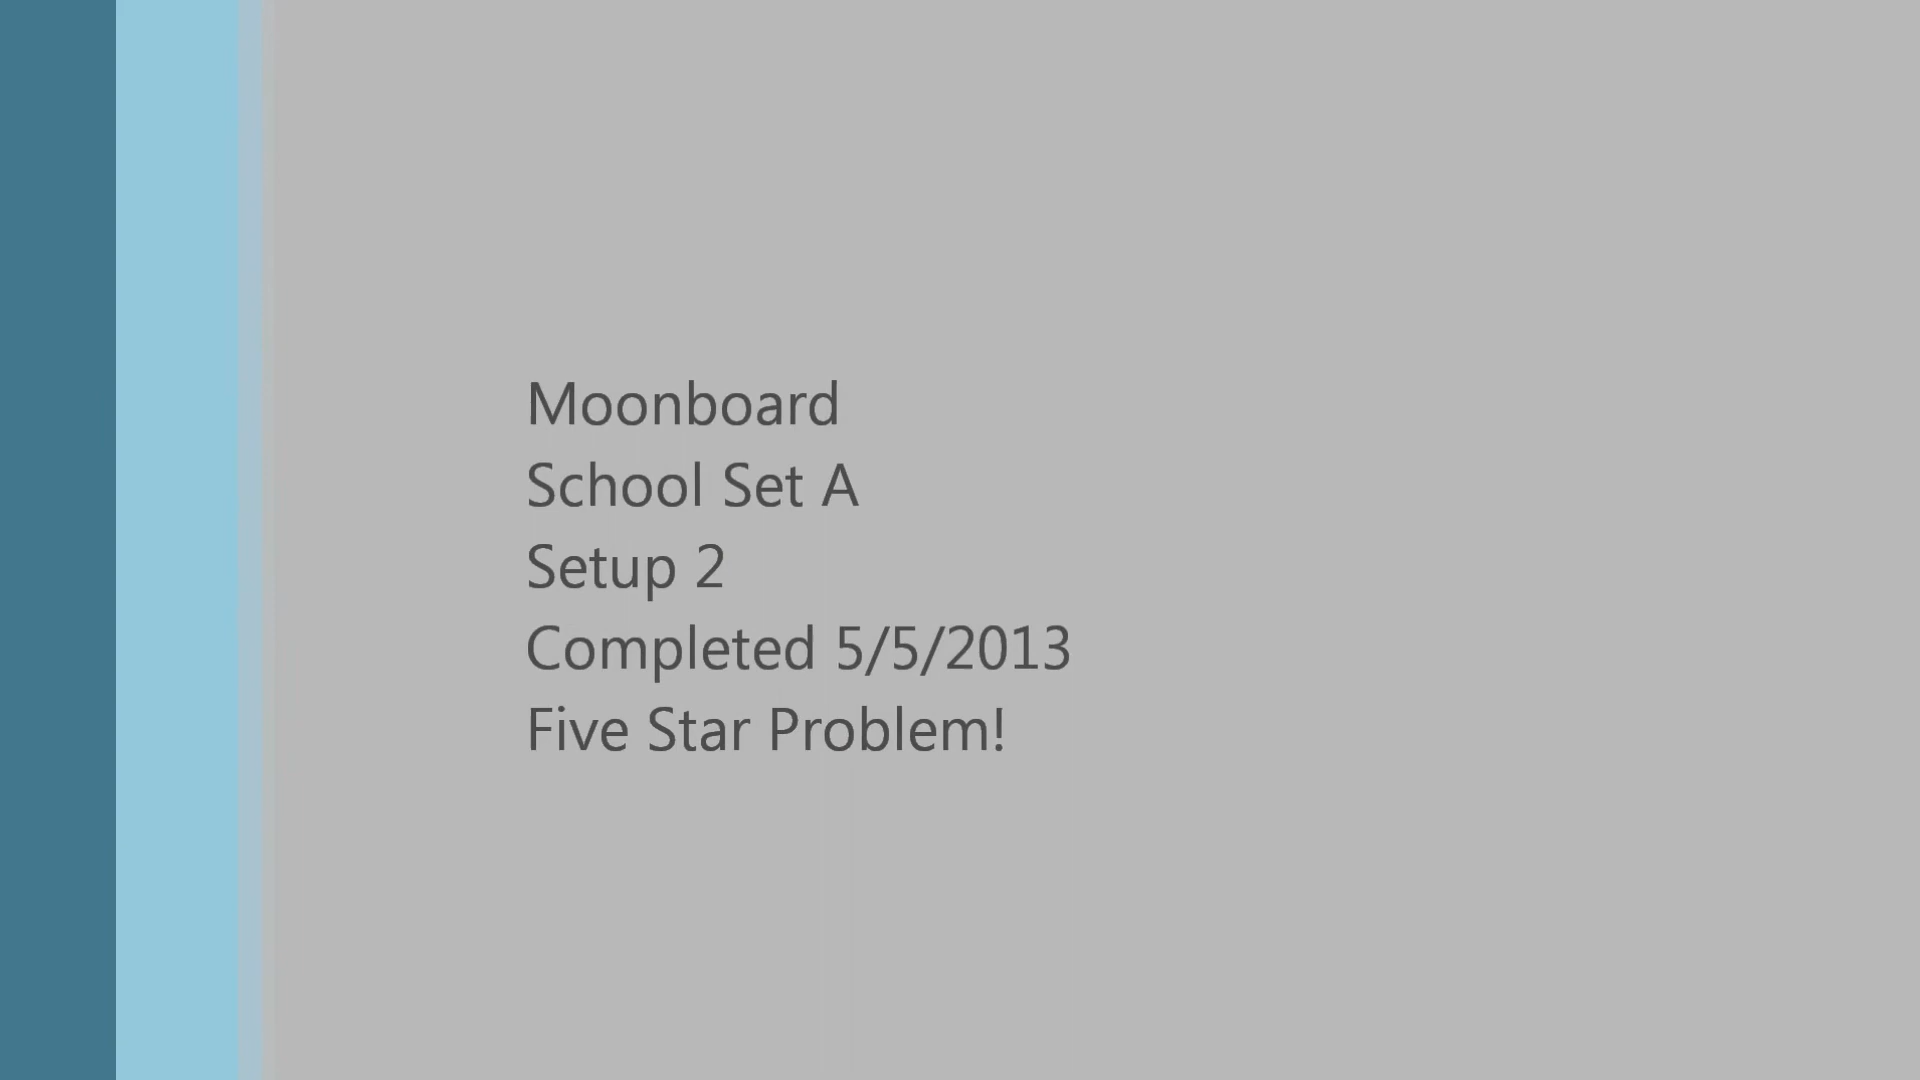 Moonboard
School Set A
Setup 2
Completed 5/5/2013
Five Star Problem!